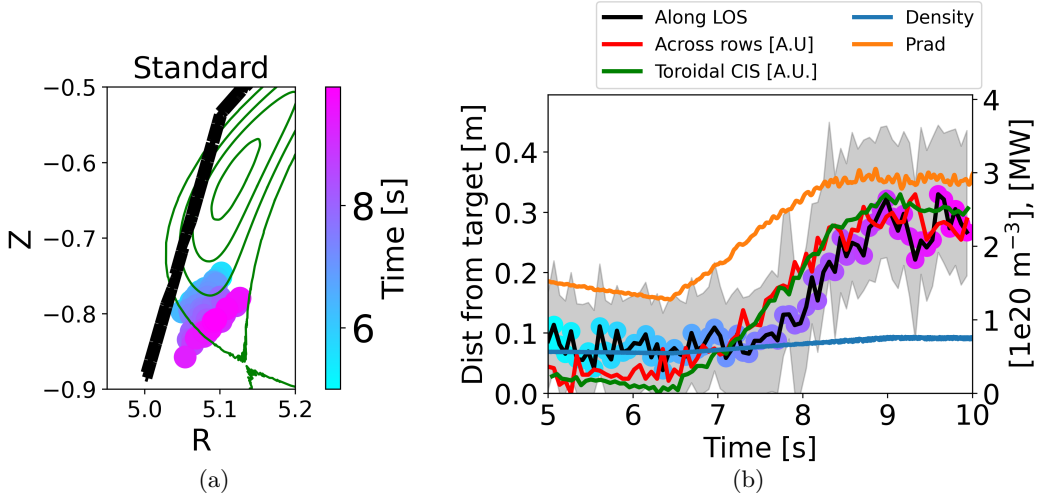 Standard
−0.5
−0.6
−0.7
−0.8
−0.9
Z
5.0
5.1
5.2
R
8
6
Time [s]
(a)
Along LOS
Across rows [A.U]
Toroidal CIS [A.U.]
Density
Prad
0.4
0.3
0.2
0.1
0.0
Dist from target [m]
5
6
7
8
9
10
Time [s]
4
3
2
1
0
[1e20 m⁻³], [MW]
(b)